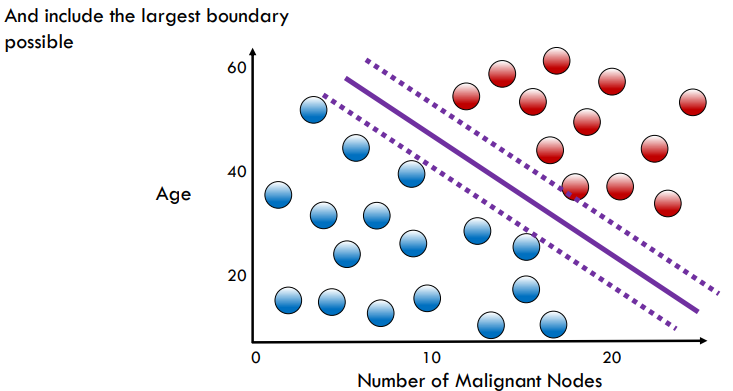 And include the largest boundary
possible
60
40
Age
20
0 10 20
Number of Malignant Nodes